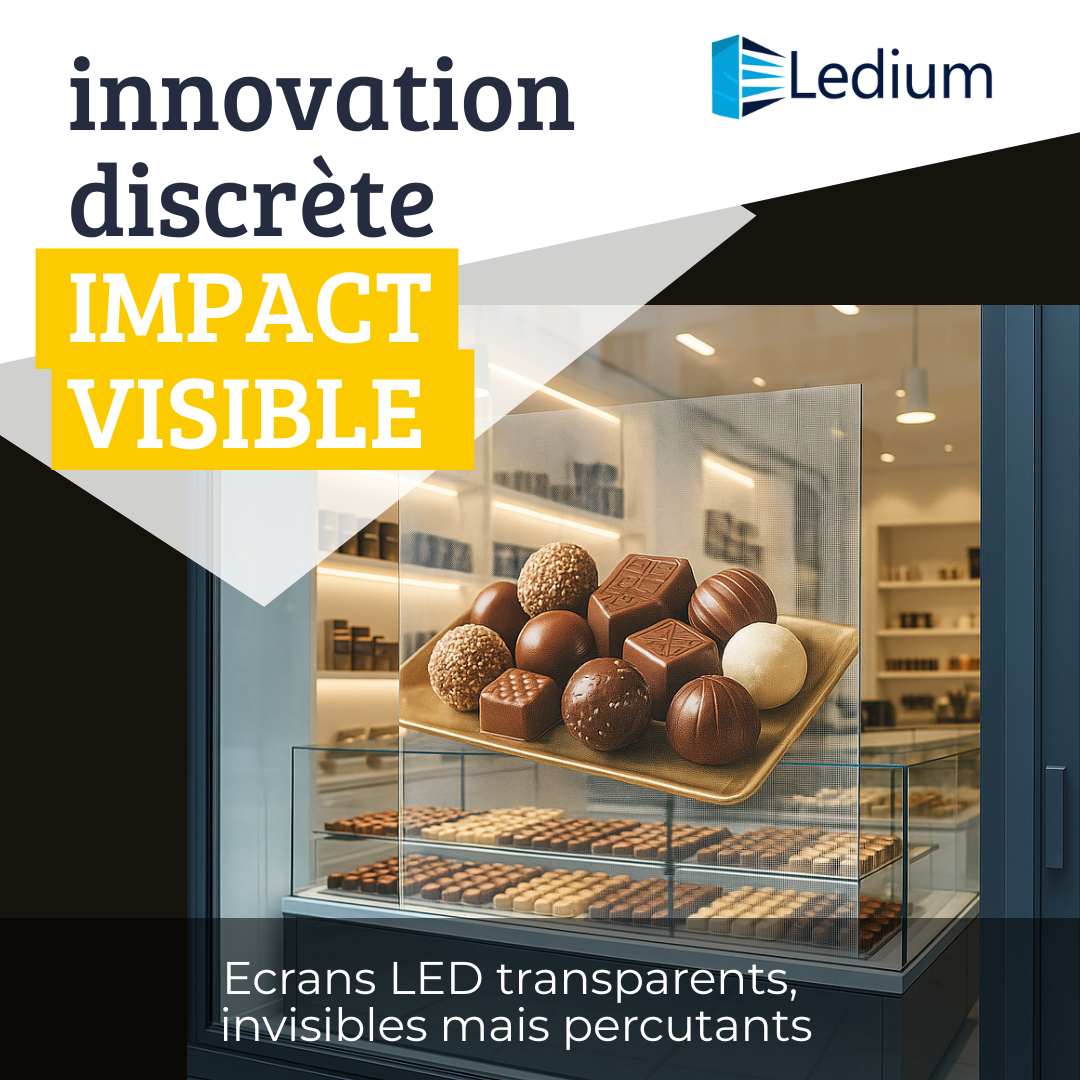 innovation
Ledium
discrète
IMPACT
VISIBLE
Ecrans LED transparents,
invisibles mais percutants